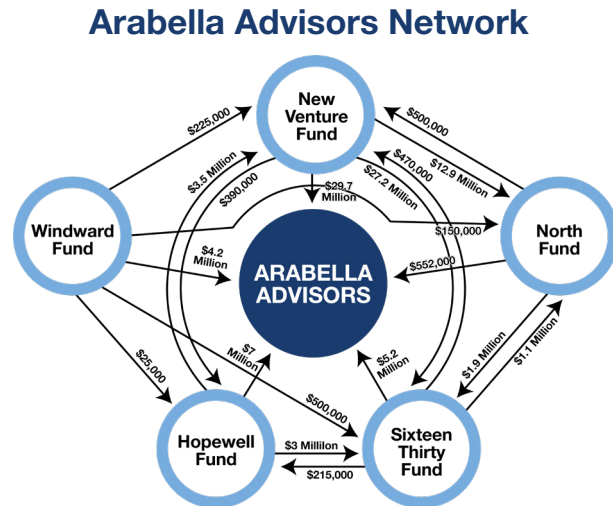 Arabella Advisors Network
New
Venture
Fund
$225,000
$500,000
$3.5 Million
$390,000
$29.7
Million
$470,000
$27.2 Million
$12.9 Million
Windward
Fund
$150,000
North
Fund
$4.2
Million
ARABELLA
ADVISORS
$552,000
$25,000
$7
Million
$5.2
Million
$1.9 Million
$1.1 Million
$500,000
Hopewell
Fund
$3 Millilon
$215,000
Sixteen
Thirty
Fund